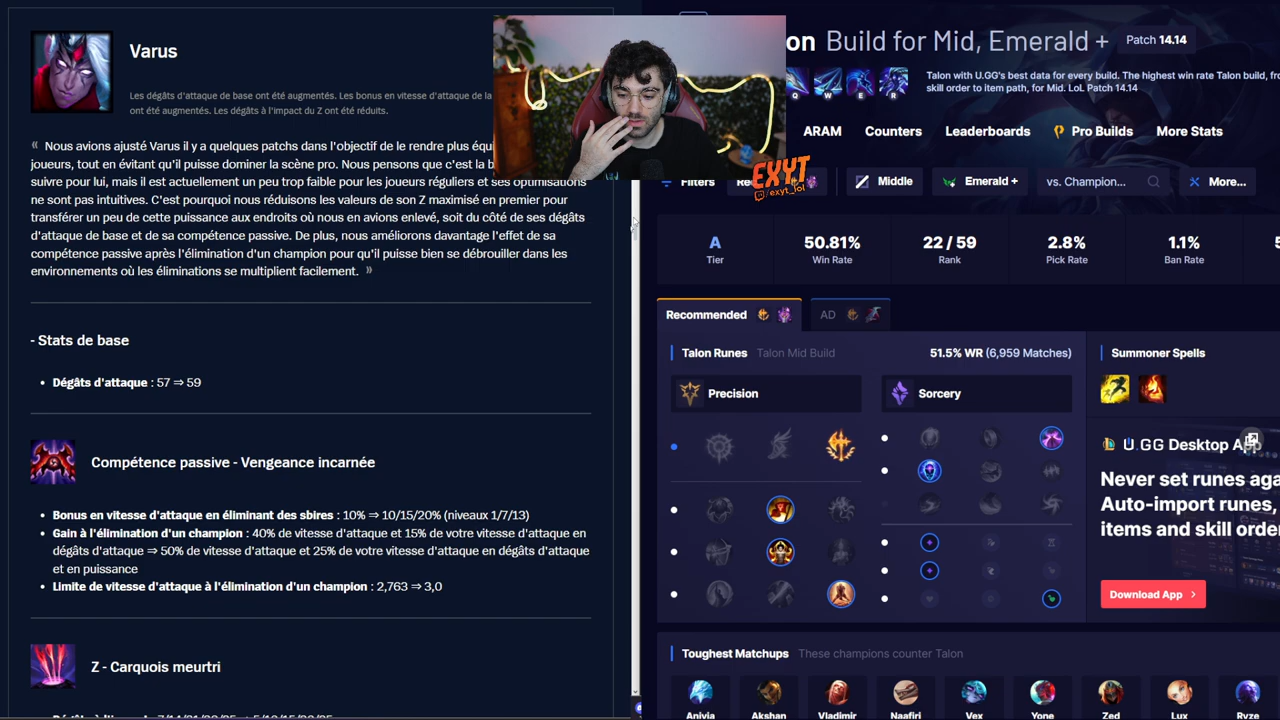 Varus
Les dégâts d'attaque de base ont été augmentés. Les bonus en vitesse d'attaque de la
ont été augmentés. Les dégâts à l'impact du Z ont été réduits.
« Nous avions ajusté Varus il y a quelques patchs dans l'objectif de le rendre plus équi
joueurs, tout en évitant qu'il puisse dominer la scène pro. Nous pensons que c'est la b
suivre pour lui, mais il est actuellement un peu trop faible pour les joueurs réguliers et ses optimisations
ne sont pas intuitives. C'est pourquoi nous réduisons les valeurs de son Z maximisé en premier pour
transférer un peu de cette puissance aux endroits où nous en avions enlevé, soit du côté de ses dégâts
d'attaque de base et de sa compétence passive. De plus, nous améliorons davantage l'effet de sa
compétence passive après l'élimination d'un champion pour qu'il puisse bien se débrouiller dans les
environnements où les éliminations se multiplient facilement. »
- Stats de base
• Dégâts d'attaque : 57 ⇒ 59
Compétence passive - Vengeance incarnée
• Bonus en vitesse d'attaque en éliminant des sbires : 10% ⇒ 10/15/20% (niveaux 1/7/13)
• Gain à l'élimination d'un champion : 40% de vitesse d'attaque et 15% de votre vitesse d'attaque en
dégâts d'attaque ⇒ 50% de vitesse d'attaque et 25% de votre vitesse d'attaque en dégâts d'attaque
et en puissance
• Limite de vitesse d'attaque à l'élimination d'un champion : 2,763 ⇒ 3,0
Z - Carquois meurtri
EXYT
/exyt_lol
on Build for Mid, Emerald + Patch 14.14
Q W E R
Talon with U.GG's best data for every build. The highest win rate Talon build, from
skill order to item path, for Mid. LoL Patch 14.14
ARAM Counters Leaderboards Pro Builds More Stats
Filters Middle Emerald + vs. Champion... More...
A 50.81% 22 / 59 2.8% 1.1%
Tier Win Rate Rank Pick Rate Ban Rate
Recommended AD
Talon Runes Talon Mid Build 51.5% WR (6,959 Matches) Summoner Spells
Precision Sorcery
U.GG Desktop App
Never set runes aga
Auto-import runes,
items and skill orde
Download App >
Toughest Matchups These champions counter Talon
Anivia Akshan Vladimir Naafiri Vex Yone Zed Lux Ryze